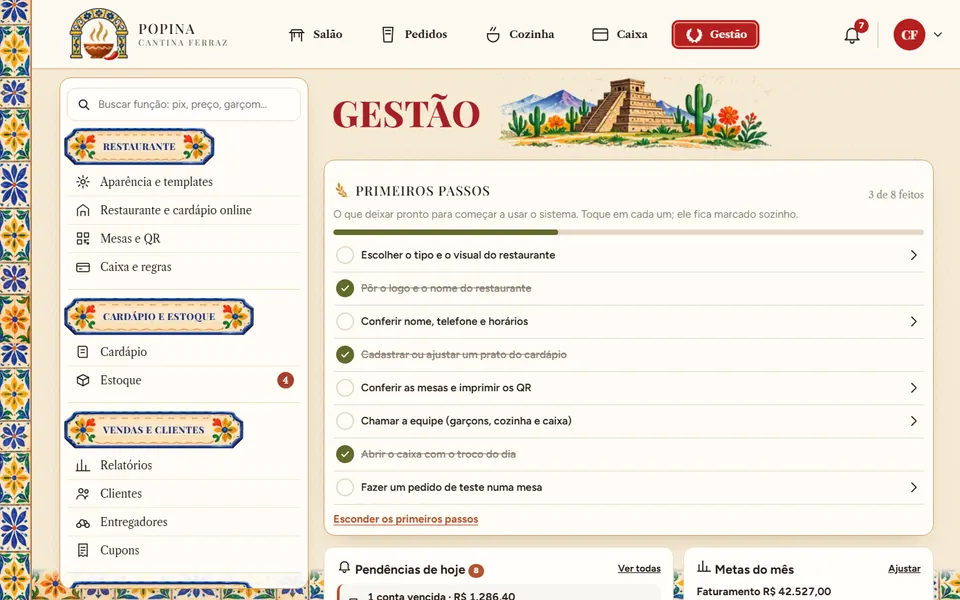 POPINA
CANTINA FERRAZ
Salão
Pedidos
Cozinha
Caixa
Gestão
7
CF
Buscar função: pix, preço, garçom...
RESTAURANTE
Aparência e templates
Restaurante e cardápio online
Mesas e QR
Caixa e regras
CARDÁPIO E ESTOQUE
Cardápio
Estoque
4
VENDAS E CLIENTES
Relatórios
Clientes
Entregadores
Cupons
GESTÃO
PRIMEIROS PASSOS
3 de 8 feitos
O que deixar pronto para começar a usar o sistema. Toque em cada um; ele fica marcado sozinho.
Escolher o tipo e o visual do restaurante
Pôr o logo e o nome do restaurante
Conferir nome, telefone e horários
Cadastrar ou ajustar um prato do cardápio
Conferir as mesas e imprimir os QR
Chamar a equipe (garçons, cozinha e caixa)
Abrir o caixa com o troco do dia
Fazer um pedido de teste numa mesa
Esconder os primeiros passos
Pendências de hoje 8
Ver todas
1 conta vencida · R$ 1.286,40
Metas do mês
Ajustar
Faturamento R$ 42.527,00